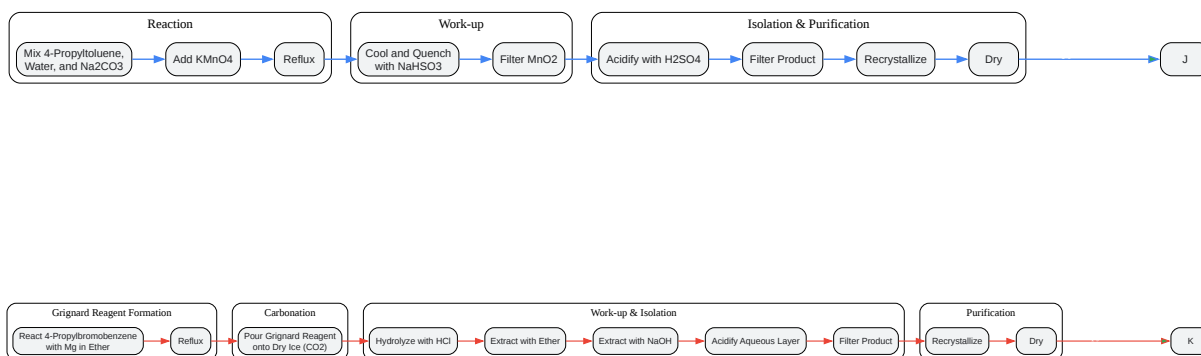 Reaction
Work-up
Isolation & Purification
Mix 4-Propyltoluene,
Water, and Na2CO3
Add KMnO4
Reflux
Cool and Quench
with NaHSO3
Filter MnO2
Acidify with H2SO4
Filter Product
Recrystallize
Dry
J
Grignard Reagent Formation
Carbonation
Work-up & Isolation
Purification
React 4-Propylbromobenzene
with Mg in Ether
Reflux
Pour Grignard Reagent
onto Dry Ice (CO2)
Hydrolyze with HCl
Extract with Ether
Extract with NaOH
Acidify Aqueous Layer
Filter Product
Recrystallize
Dry
K